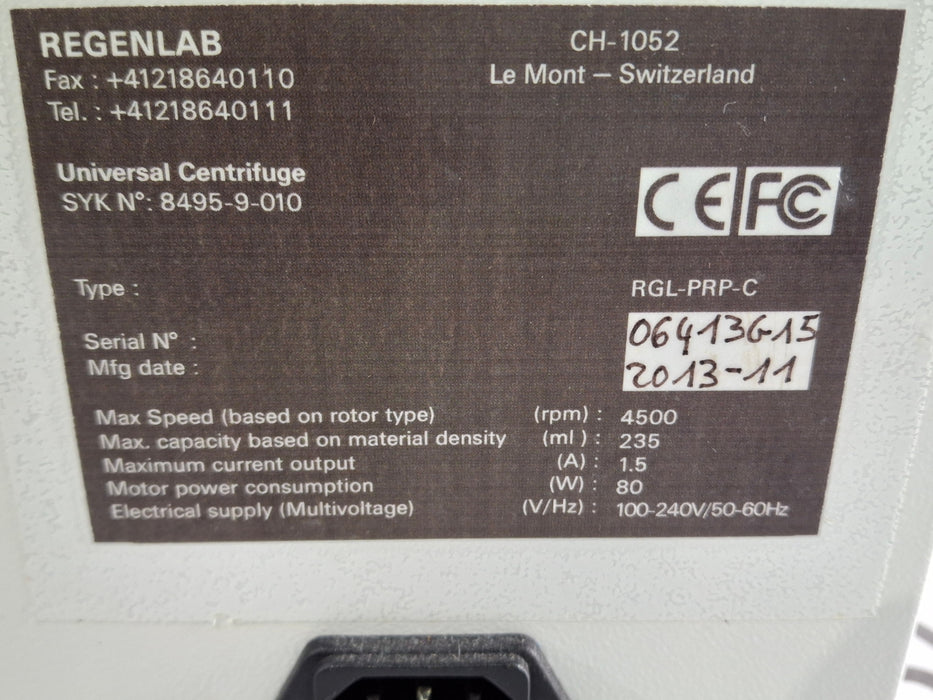 REGENLAB CH-1052
Fax : +41218640110 Le Mont – Switzerland
Tel. : +41218640111
Universal Centrifuge
SYK N°: 8495-9-010
CE FC
Type : RGL-PRP-C
Serial N° : 06413G15
Mfg date : 2013-11
Max Speed (based on rotor type) (rpm) : 4500
Max. capacity based on material density (ml) : 235
Maximum current output (A) : 1.5
Motor power consumption (W) : 80
Electrical supply (Multivoltage) (V/Hz) : 100-240V/50-60Hz